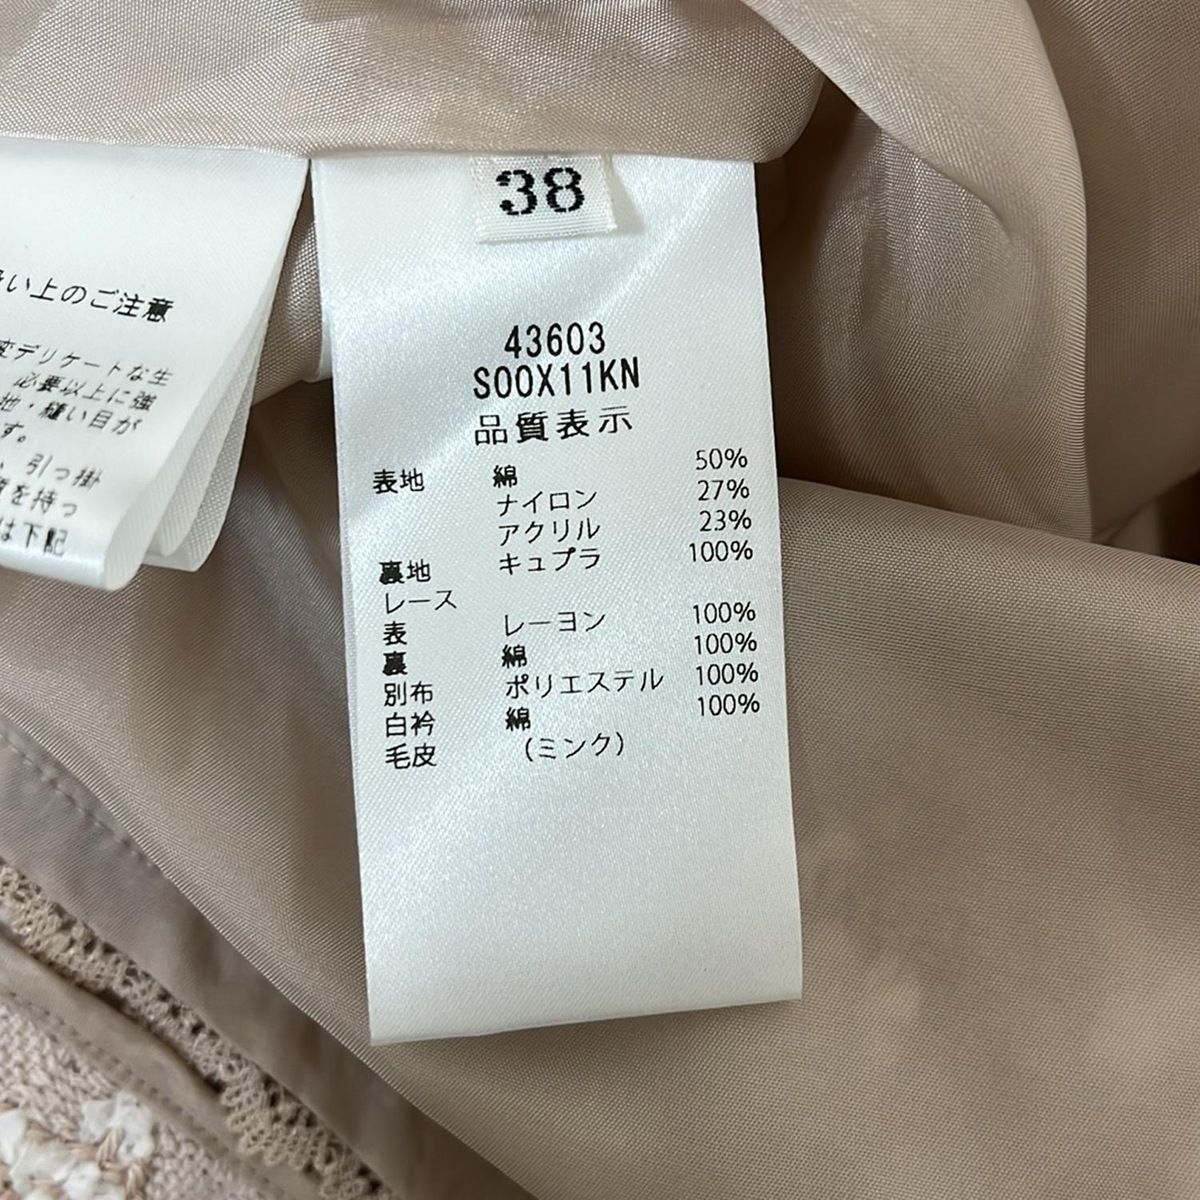 い上のご注意
変デリケートな生
必要以上に強
地・縫い目が
す。
、引っ掛
を持っ
は下記
38
43603
S00X11KN
品質表示
表地 綿 50%
ナイロン 27%
アクリル 23%
裏地 キュプラ 100%
レース
表 レーヨン 100%
裏 綿 100%
別布 ポリエステル 100%
白衿 綿 100%
毛皮 (ミンク)